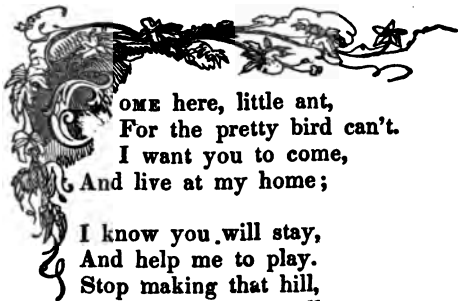 COME here, little ant,
For the pretty bird can't.
I want you to come,
And live at my home;
I know you will stay,
And help me to play.
Stop making that hill,